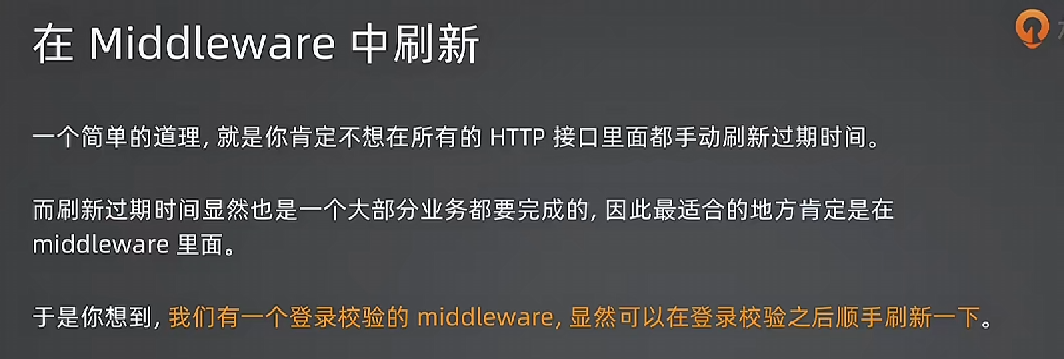 在 Middleware 中刷新
一个简单的道理, 就是你肯定不想在所有的 HTTP 接口里面都手动刷新过期时间。
而刷新过期时间显然也是一个大部分业务都要完成的, 因此最适合的地方肯定是在
middleware 里面。
于是你想到, 我们有一个登录校验的 middleware, 显然可以在登录校验之后顺手刷新一下。